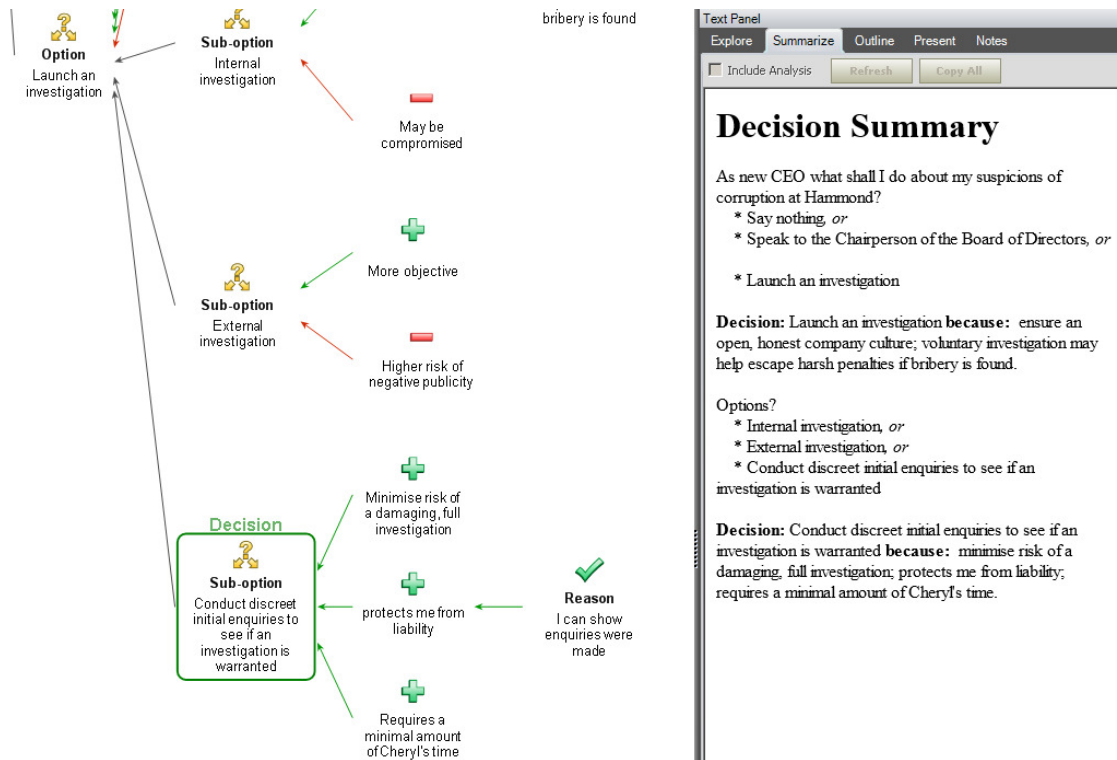 bribery is found
Option
Launch an
investigation
Sub-option
Internal
investigation
May be
compromised
More objective
Sub-option
External
investigation
Higher risk of
negative publicity
Minimise risk of
a damaging, full
investigation
Decision
Sub-option
Conduct discreet
initial enquiries to
see if an
investigation is
warranted
protects me from
liability
Reason
I can show
enquiries were
made
Requires a
minimal amount
of Cheryl's time
Text Panel
Explore Summarize Outline Present Notes
Include Analysis Refresh Copy All
Decision Summary
As new CEO what shall I do about my suspicions of
corruption at Hammond?
* Say nothing, or
* Speak to the Chairperson of the Board of Directors, or
* Launch an investigation
Decision: Launch an investigation because: ensure an
open, honest company culture; voluntary investigation may
help escape harsh penalties if bribery is found.
Options?
* Internal investigation, or
* External investigation, or
* Conduct discreet initial enquiries to see if an
investigation is warranted
Decision: Conduct discreet initial enquiries to see if an
investigation is warranted because: minimise risk of a
damaging, full investigation; protects me from liability;
requires a minimal amount of Cheryl's time.